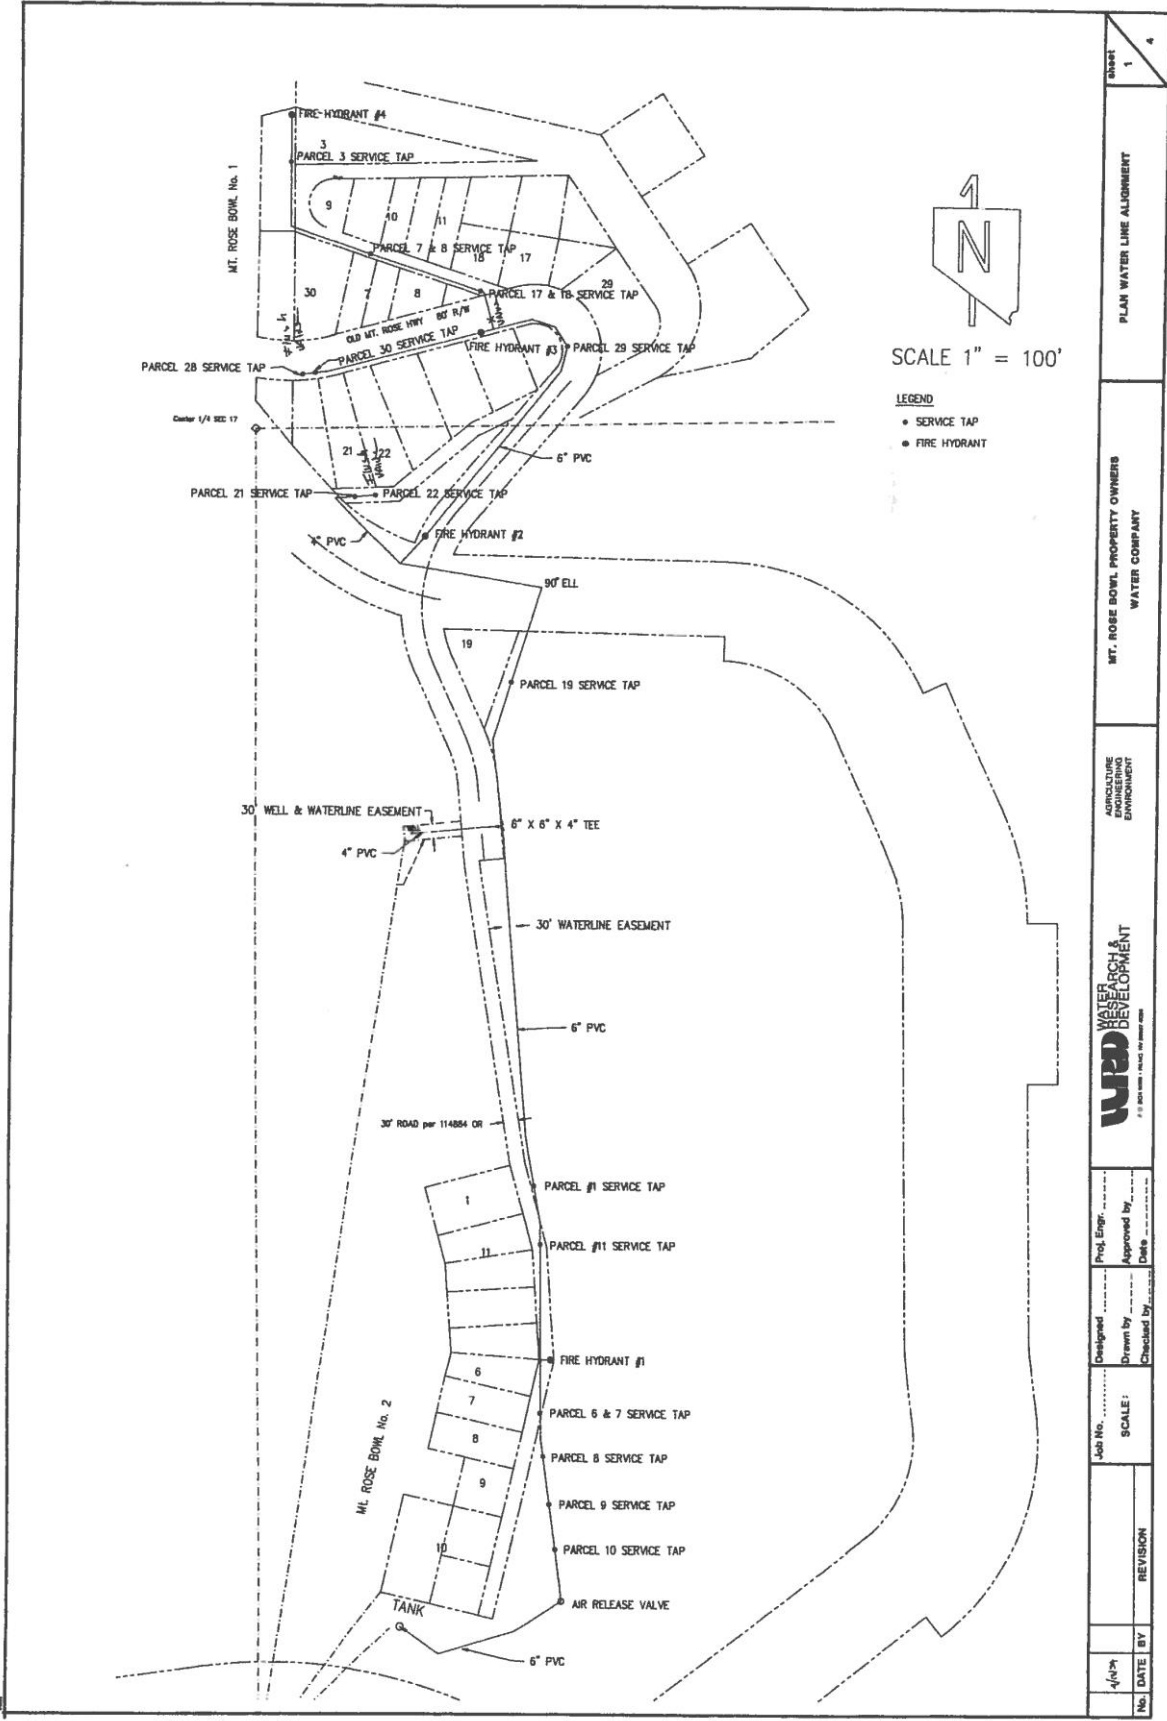 FIRE-HYDRANT #4
3
PARCEL 3 SERVICE TAP
MT. ROSE BOWL No. 1
9
10
11
PARCEL 7 & 8 SERVICE TAP
18
17
30
7
8
29
PARCEL 17 & 18 SERVICE TAP
OLD MT. ROSE HWY 80' R/W
PARCEL 30 SERVICE TAP
FIRE HYDRANT #3
PARCEL 29 SERVICE TAP
PARCEL 28 SERVICE TAP
Center 1/4 SEC 17
21
22
6" PVC
PARCEL 21 SERVICE TAP
PARCEL 22 SERVICE TAP
FIRE HYDRANT #2
4" PVC
90° ELL
19
PARCEL 19 SERVICE TAP
30' WELL & WATERLINE EASEMENT
6" X 6" X 4" TEE
4" PVC
30' WATERLINE EASEMENT
6" PVC
30' ROAD per 114884 OR
PARCEL #1 SERVICE TAP
1
PARCEL #11 SERVICE TAP
11
FIRE HYDRANT #1
6
7
PARCEL 6 & 7 SERVICE TAP
8
PARCEL 8 SERVICE TAP
MT. ROSE BOWL No. 2
9
PARCEL 9 SERVICE TAP
10
PARCEL 10 SERVICE TAP
AIR RELEASE VALVE
TANK
6" PVC
N
SCALE 1" = 100'
LEGEND
SERVICE TAP
FIRE HYDRANT
sheet
1
4
PLAN WATER LINE ALIGNMENT
MT. ROSE BOWL PROPERTY OWNERS
WATER COMPANY
AGRICULTURE
ENGINEERING
ENVIRONMENT
WRD
WATER
RESEARCH &
DEVELOPMENT
Job No.
Designed
Proj. Engr.
SCALE:
Drawn by
Approved by
Checked by
Date
No. DATE BY
REVISION